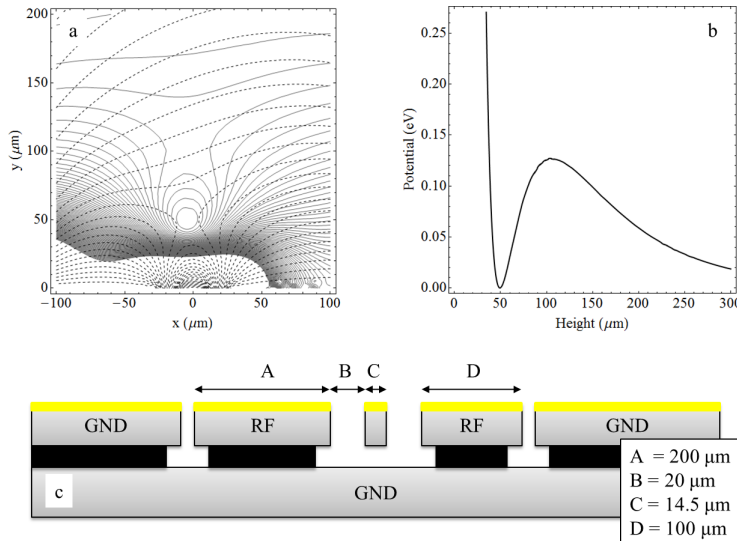 a
200
150
100
50
0
y (μm)
−100
−50
0
50
100
x (μm)
b
0.25
0.20
0.15
0.10
0.05
0.00
Potential (eV)
0
50
100
150
200
250
300
Height (μm)
A
B
C
D
GND
RF
RF
GND
c
GND
A = 200 μm
B = 20 μm
C = 14.5 μm
D = 100 μm